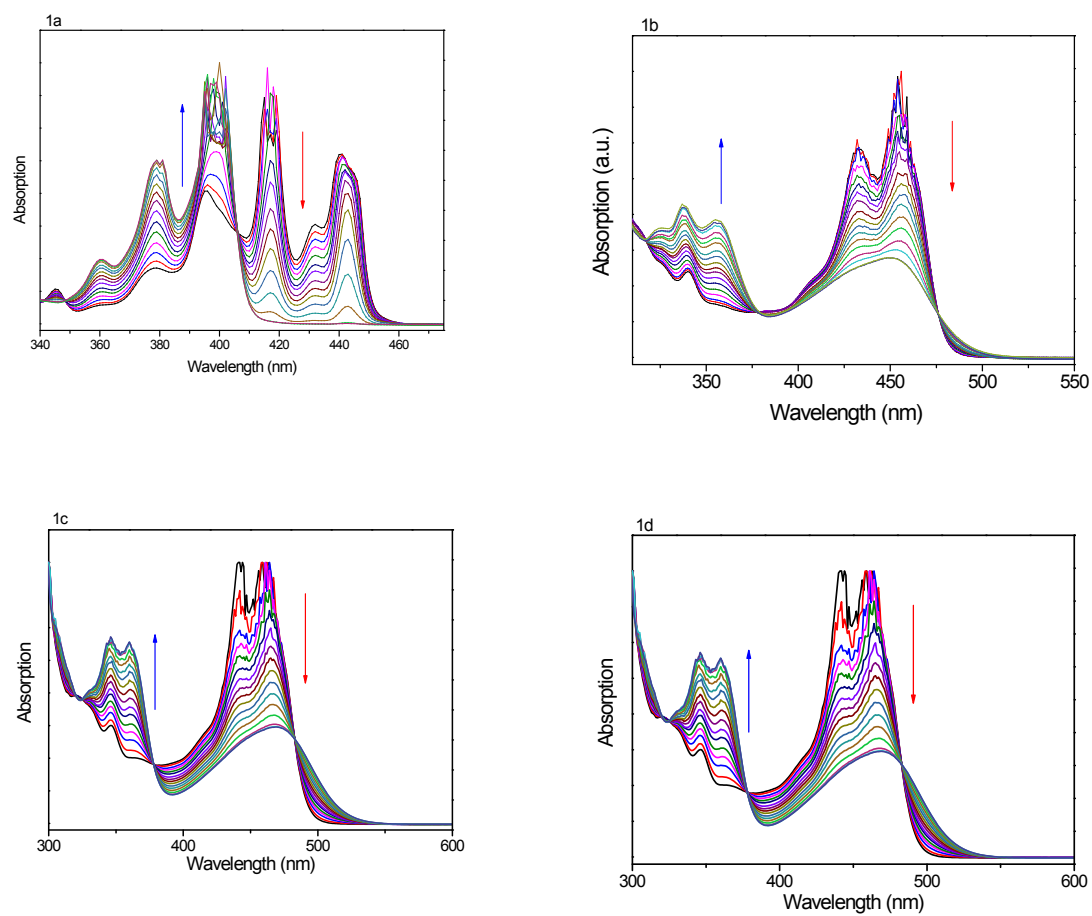 1a
Absorption
340 360 380 400 420 440 460
Wavelength (nm)
1b
Absorption (a.u.)
350 400 450 500 550
Wavelength (nm)
1c
Absorption
300 400 500 600
Wavelength (nm)
1d
Absorption
300 400 500 600
Wavelength (nm)